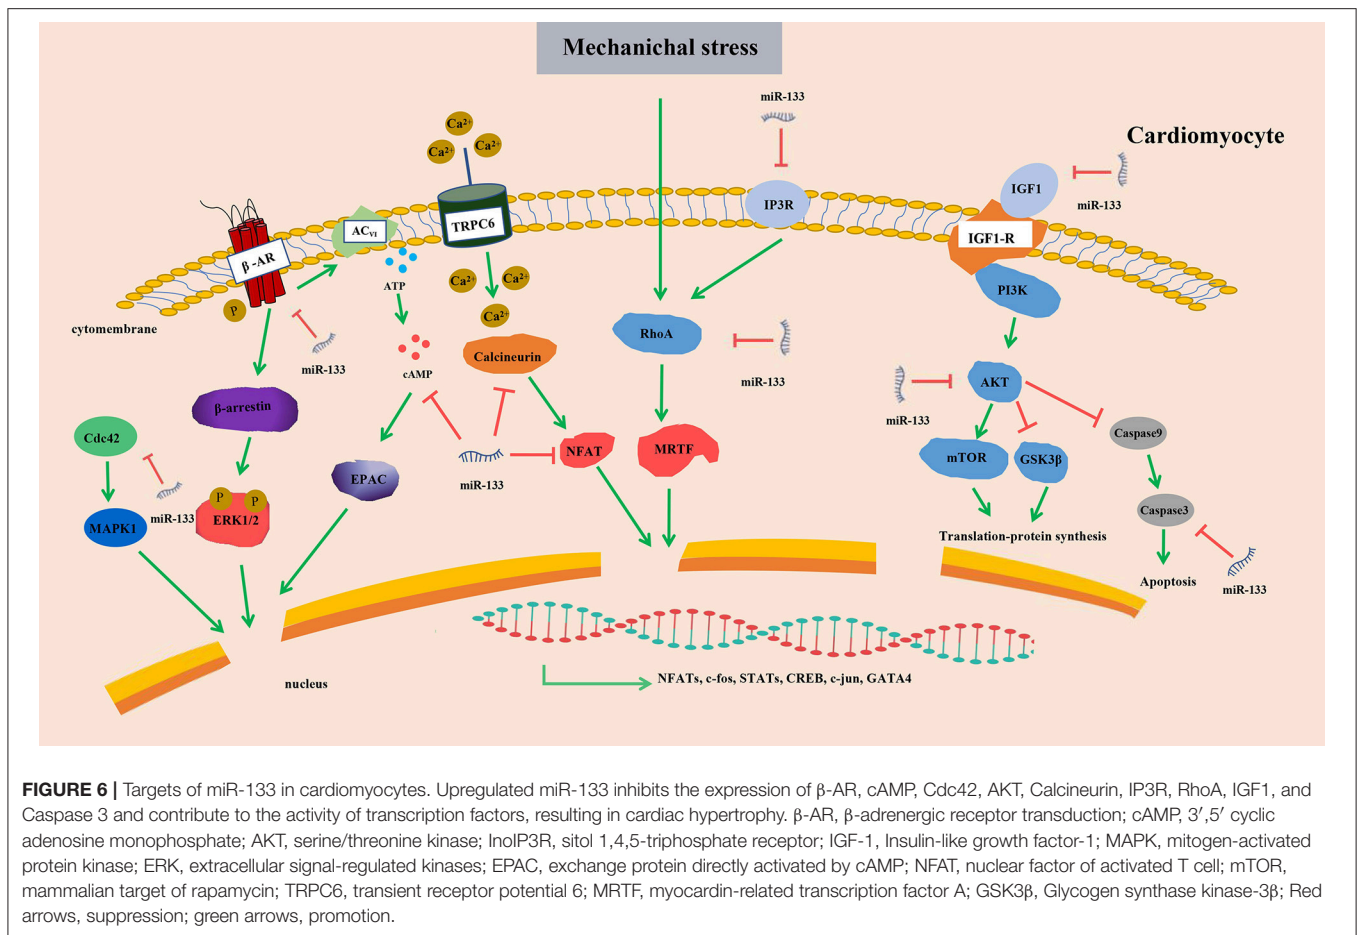 Mechanichal stress
miR-133
Cardiomyocyte
Ca²⁺
Ca²⁺
Ca²⁺
IGF1
miR-133
IP3R
TRPC6
AC_VI
β-AR
IGF1-R
ATP
Ca²⁺
Ca²⁺
PI3K
P
Ca²⁺
cytomembrane
RhoA
miR-133
Calcineurin
cAMP
miR-133
AKT
miR-133
β-arrestin
Cdc42
Caspase9
NFAT
MRTF
mTOR
GSK3β
EPAC
miR-133
P
P
miR-133
ERK1/2
MAPK1
Caspase3
Translation-protein synthesis
Apoptosis
miR-133
nucleus
NFATs, c-fos, STATs, CREB, c-jun, GATA4
FIGURE 6 | Targets of miR-133 in cardiomyocytes. Upregulated miR-133 inhibits the expression of β-AR, cAMP, Cdc42, AKT, Calcineurin, IP3R, RhoA, IGF1, and
Caspase 3 and contribute to the activity of transcription factors, resulting in cardiac hypertrophy. β-AR, β-adrenergic receptor transduction; cAMP, 3′,5′ cyclic
adenosine monophosphate; AKT, serine/threonine kinase; InoIP3R, sitol 1,4,5-triphosphate receptor; IGF-1, Insulin-like growth factor-1; MAPK, mitogen-activated
protein kinase; ERK, extracellular signal-regulated kinases; EPAC, exchange protein directly activated by cAMP; NFAT, nuclear factor of activated T cell; mTOR,
mammalian target of rapamycin; TRPC6, transient receptor potential 6; MRTF, myocardin-related transcription factor A; GSK3β, Glycogen synthase kinase-3β; Red
arrows, suppression; green arrows, promotion.